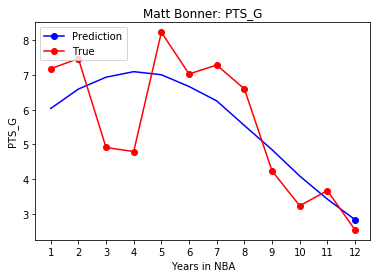 Matt Bonner: PTS_G
Prediction
True
PTS_G
8
7
6
5
4
3
1 2 3 4 5 6 7 8 9 10 11 12
Years in NBA